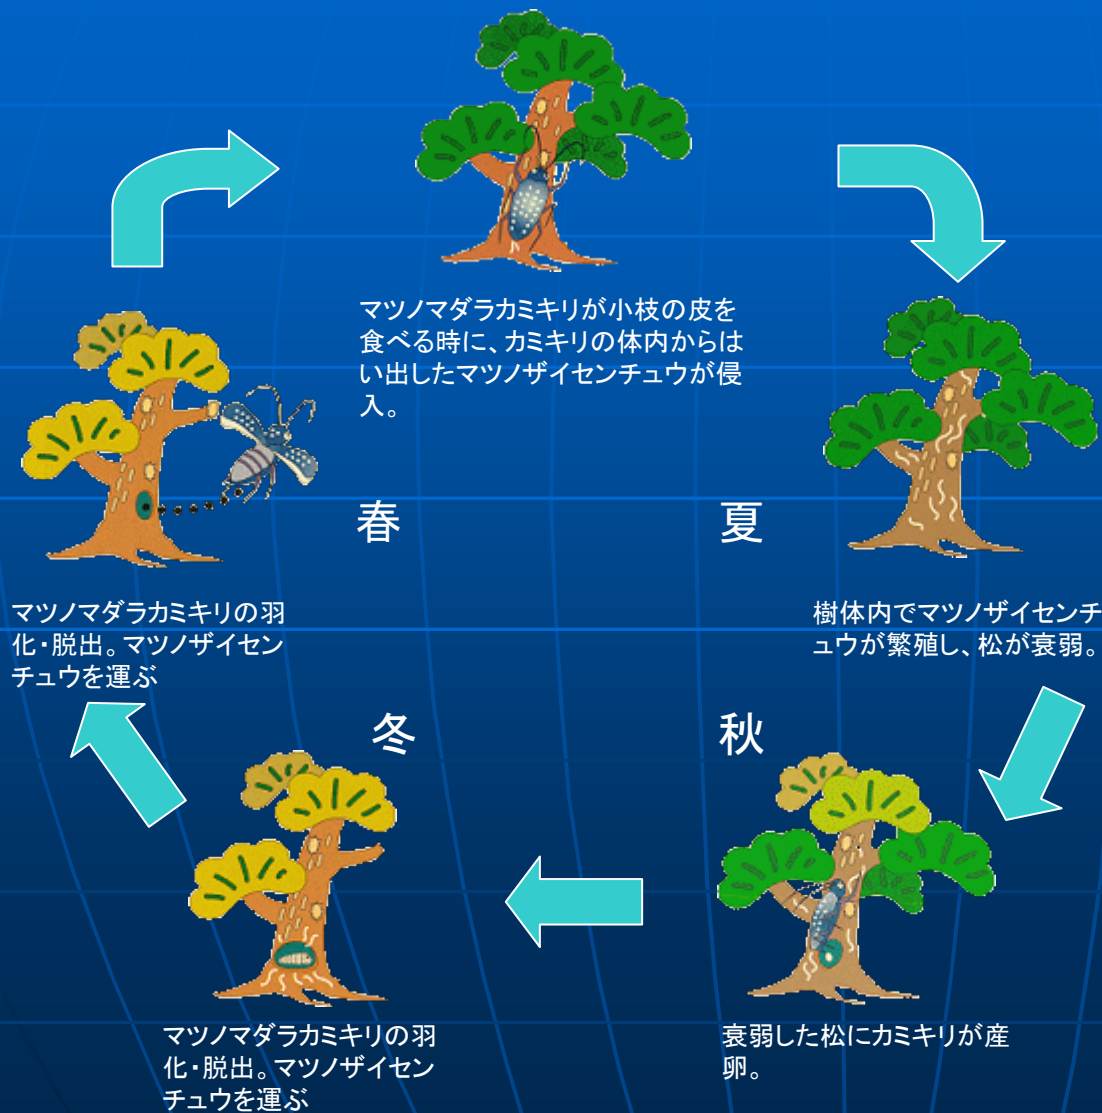 マツノマダラカミキリが小枝の皮を
食べる時に、カミキリの体内からは
い出したマツノザイセンチュウが侵
入。
春
夏
マツノマダラカミキリの羽
化・脱出。マツノザイセン
チュウを運ぶ
樹体内でマツノザイセンチ
ュウが繁殖し、松が衰弱。
冬
秋
マツノマダラカミキリの羽
化・脱出。マツノザイセン
チュウを運ぶ
衰弱した松にカミキリが産
卵。